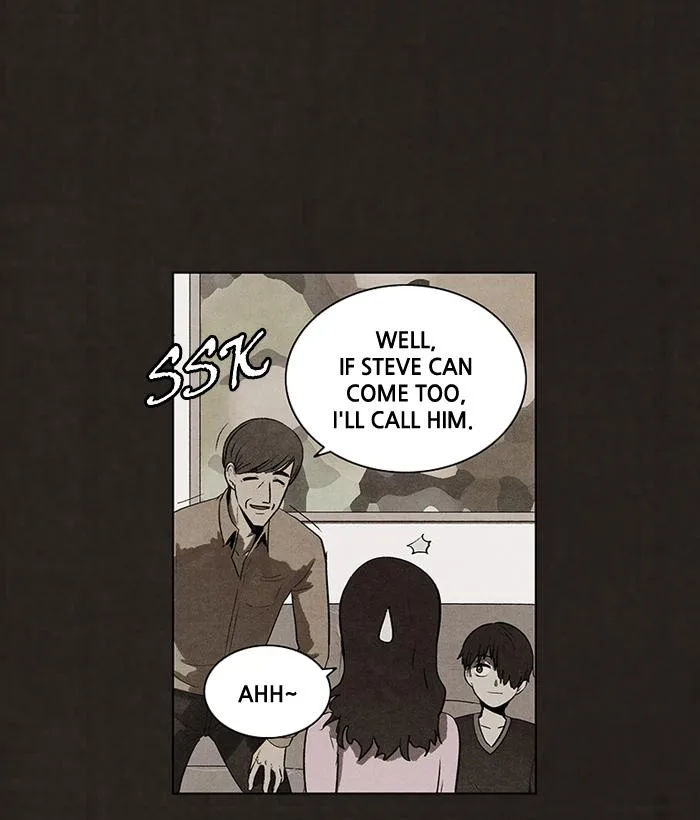 SSK
WELL,
IF STEVE CAN
COME TOO,
I'LL CALL HIM.
AHH~